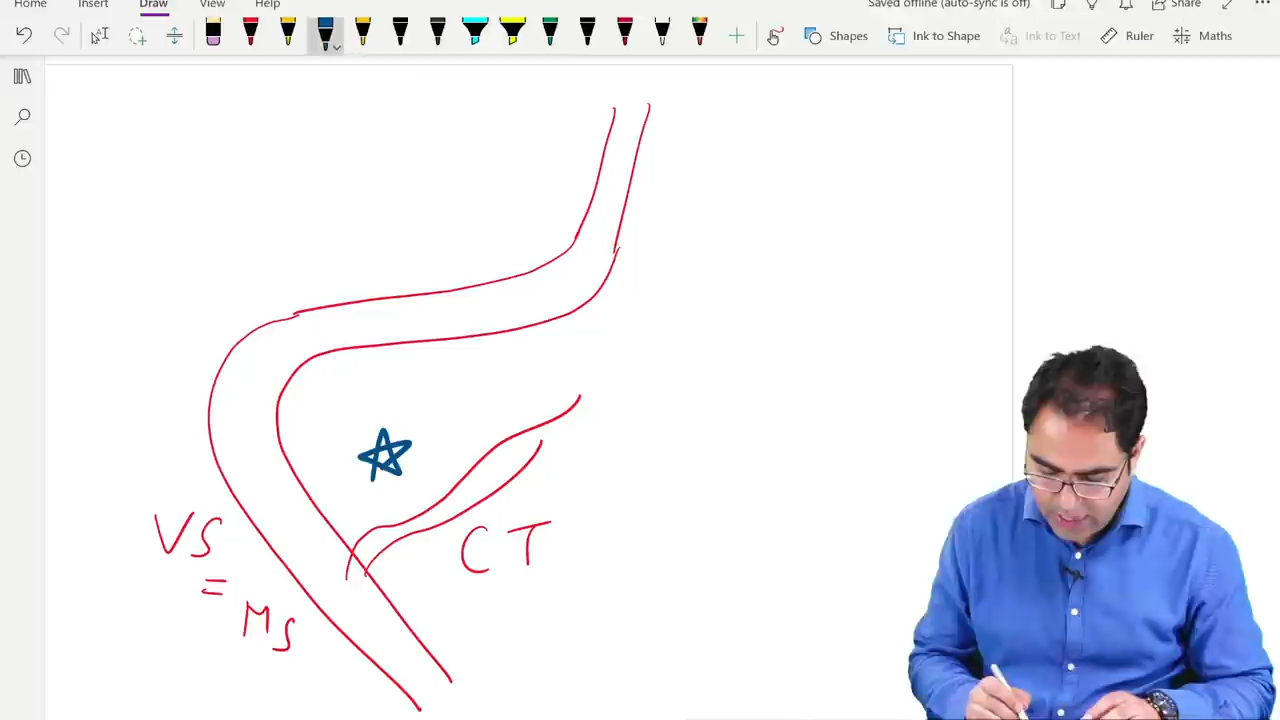 Home Insert Draw View Help Saved offline (auto-sync is off) Share
Shapes Ink to Shape Ink to Text Ruler Maths
VS
=
MS
CT